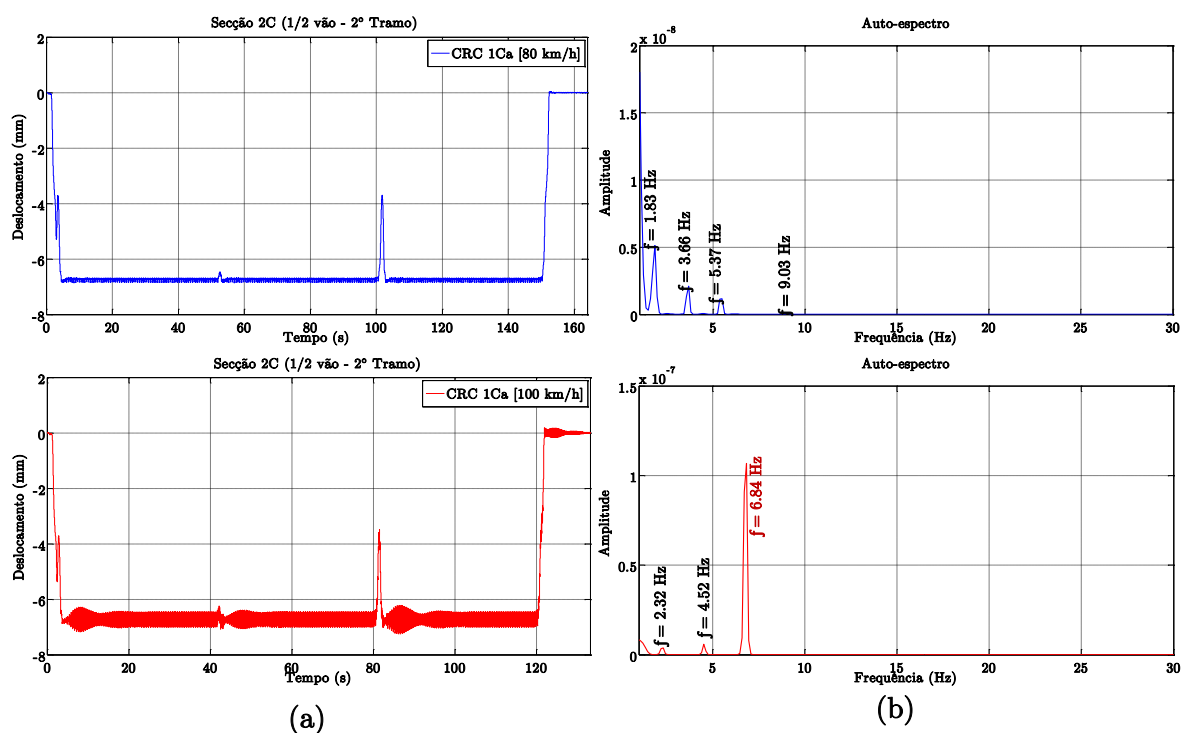 Secção 2C (1/2 vão - 2º Tramo)
CRC 1Ca [80 km/h]
Deslocamento (mm)
2
0
-2
-4
-6
-8
0 20 40 60 80 100 120 140 160
Tempo (s)
Auto-espectro
x 10^-8
Amplitude
2
1.5
1
0.5
0
f = 1.83 Hz
f = 3.66 Hz
f = 5.37 Hz
f = 9.03 Hz
5 10 15 20 25 30
Frequência (Hz)
Secção 2C (1/2 vão - 2º Tramo)
CRC 1Ca [100 km/h]
Deslocamento (mm)
2
0
-2
-4
-6
-8
0 20 40 60 80 100 120
Tempo (s)
Auto-espectro
x 10^-7
Amplitude
1.5
1
0.5
0
f = 2.32 Hz
f = 4.52 Hz
f = 6.84 Hz
5 10 15 20 25 30
Frequência (Hz)
(a)
(b)